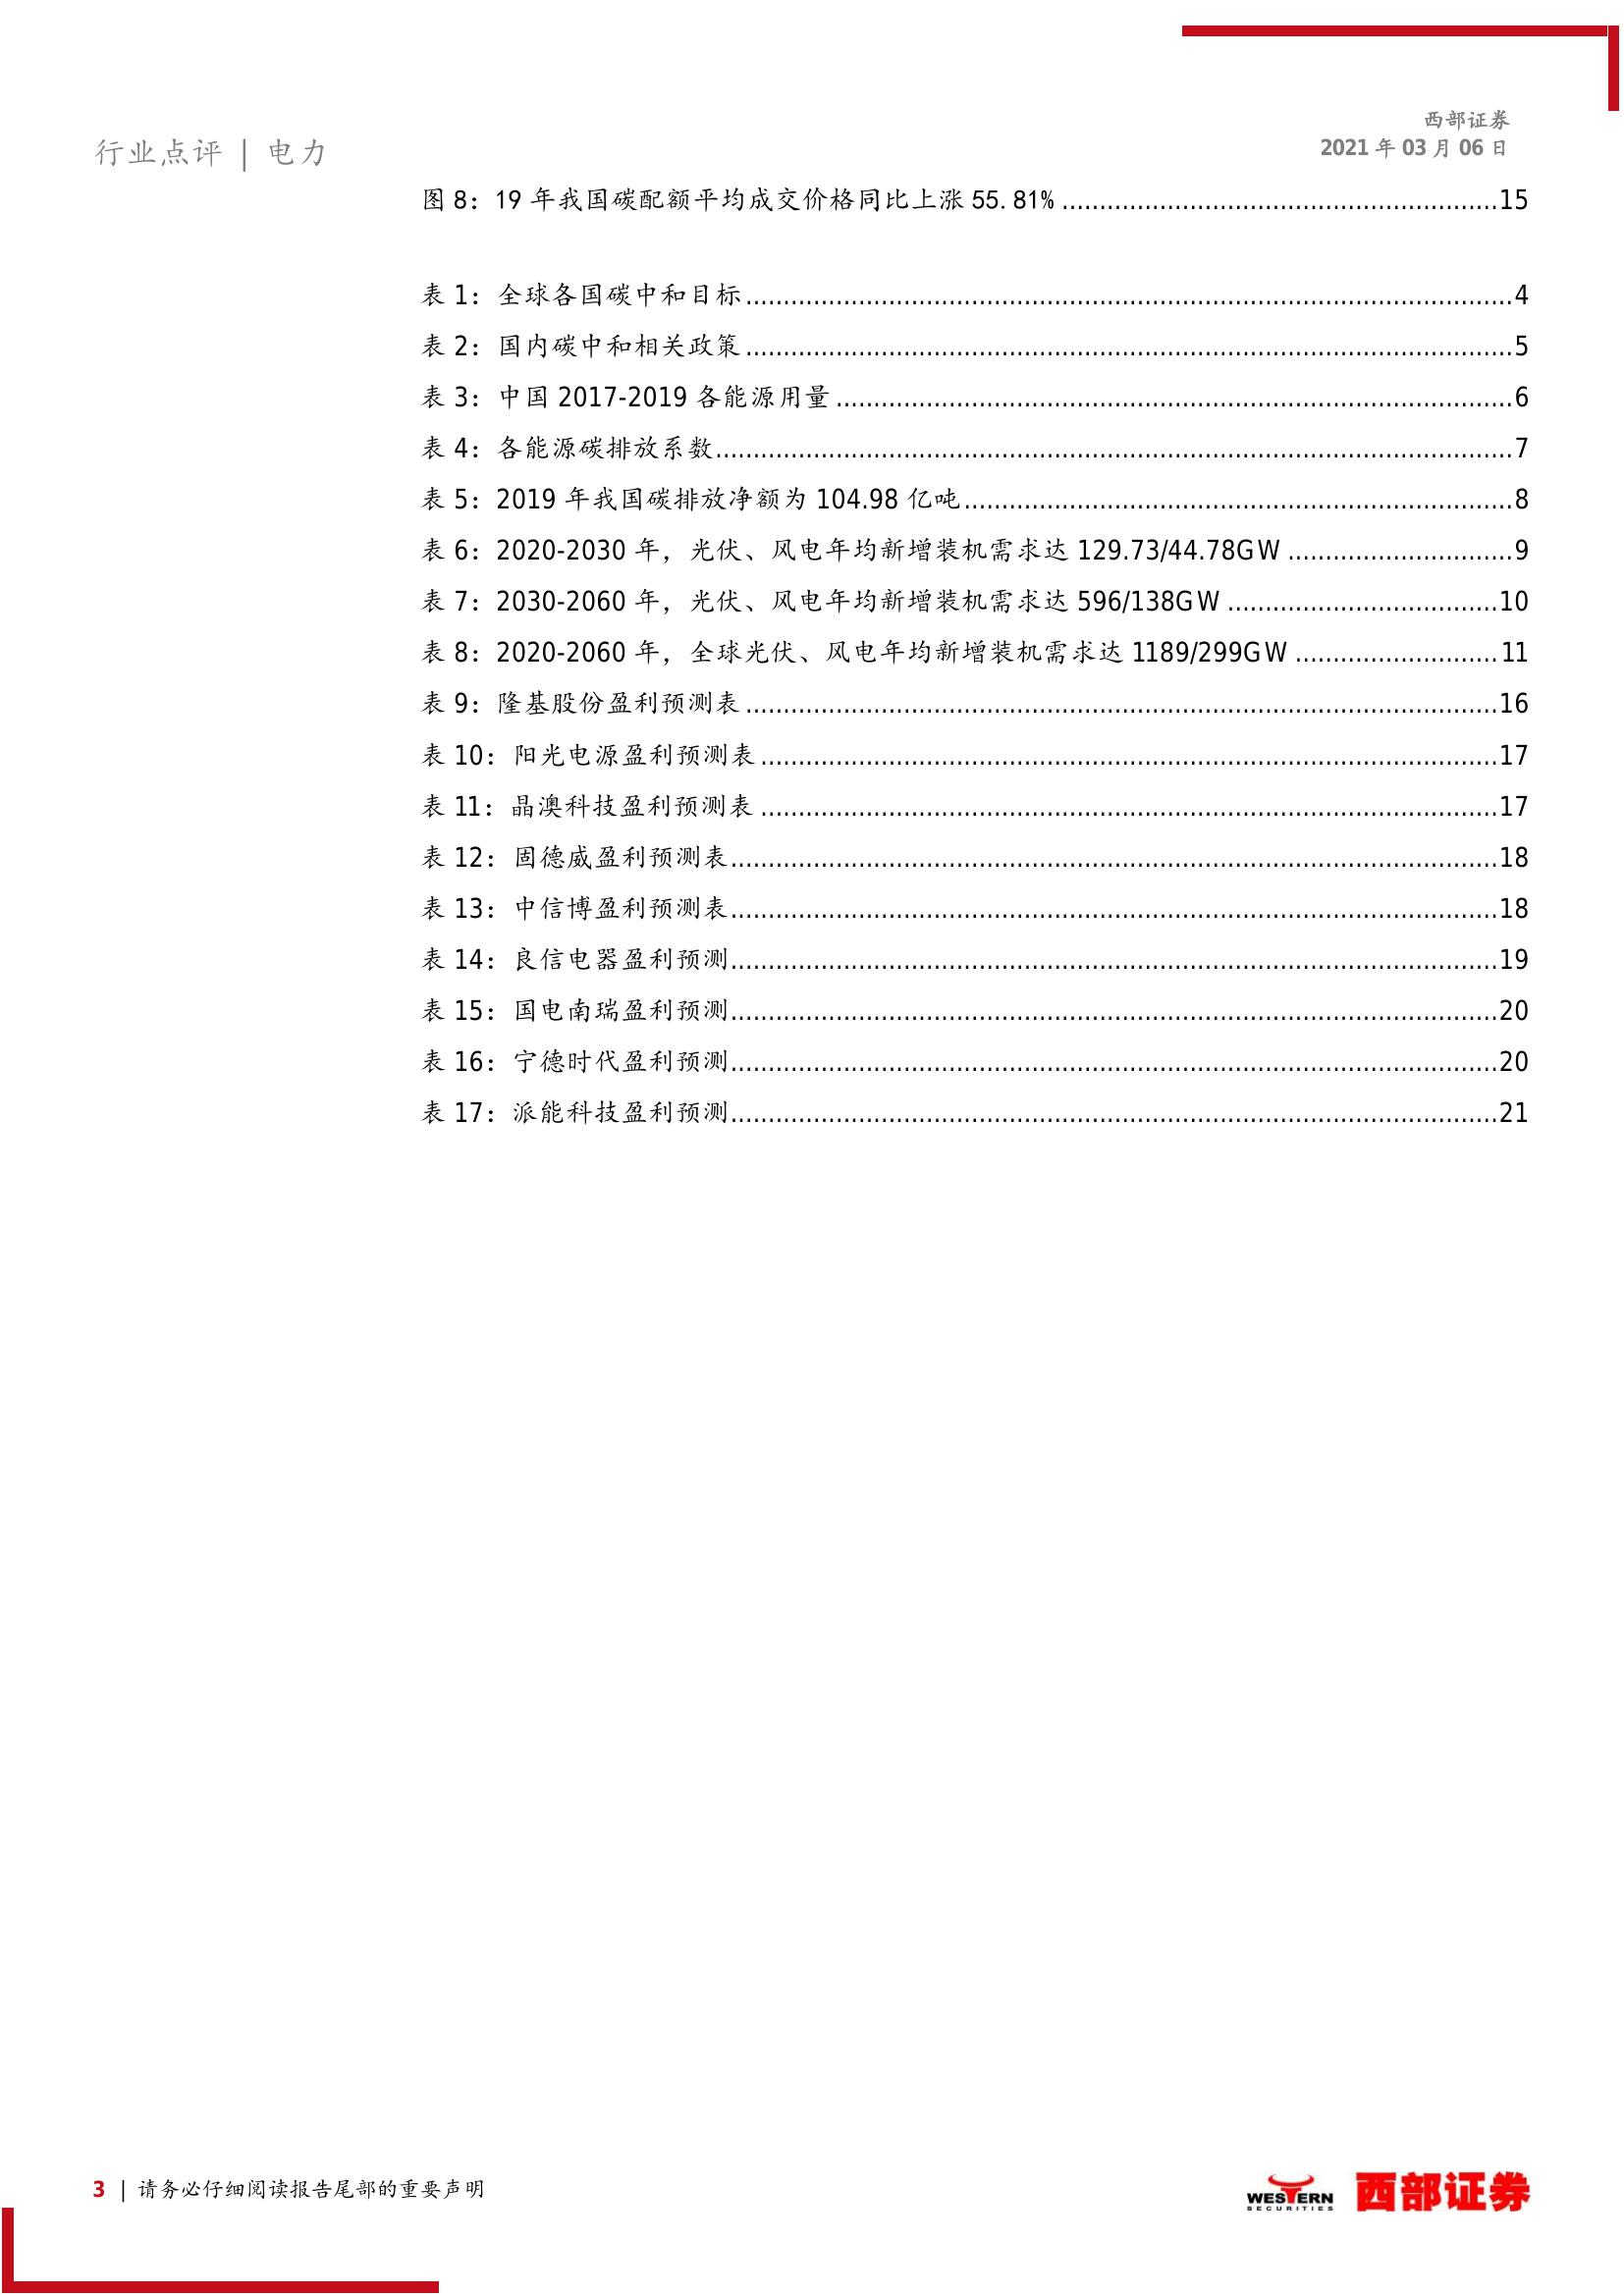 西部证券
行业点评 | 电力
2021 年 03 月 06 日
图 8：19 年我国碳配额平均成交价格同比上涨 55.81% ..........................................................15
表 1：全球各国碳中和目标......................................................................................................4
表 2：国内碳中和相关政策......................................................................................................5
表 3：中国 2017-2019 各能源用量..........................................................................................6
表 4：各能源碳排放系数..........................................................................................................7
表 5：2019 年我国碳排放净额为 104.98 亿吨.........................................................................8
表 6：2020-2030 年，光伏、风电年均新增装机需求达 129.73/44.78GW ..............................9
表 7：2030-2060 年，光伏、风电年均新增装机需求达 596/138GW ....................................10
表 8：2020-2060 年，全球光伏、风电年均新增装机需求达 1189/299GW ...........................11
表 9：隆基股份盈利预测表....................................................................................................16
表 10：阳光电源盈利预测表..................................................................................................17
表 11：晶澳科技盈利预测表..................................................................................................17
表 12：固德威盈利预测表......................................................................................................18
表 13：中信博盈利预测表......................................................................................................18
表 14：良信电器盈利预测......................................................................................................19
表 15：国电南瑞盈利预测......................................................................................................20
表 16：宁德时代盈利预测......................................................................................................20
表 17：派能科技盈利预测......................................................................................................21
3 | 请务必仔细阅读报告尾部的重要声明
WESTERN
SECURITIES
西部证券